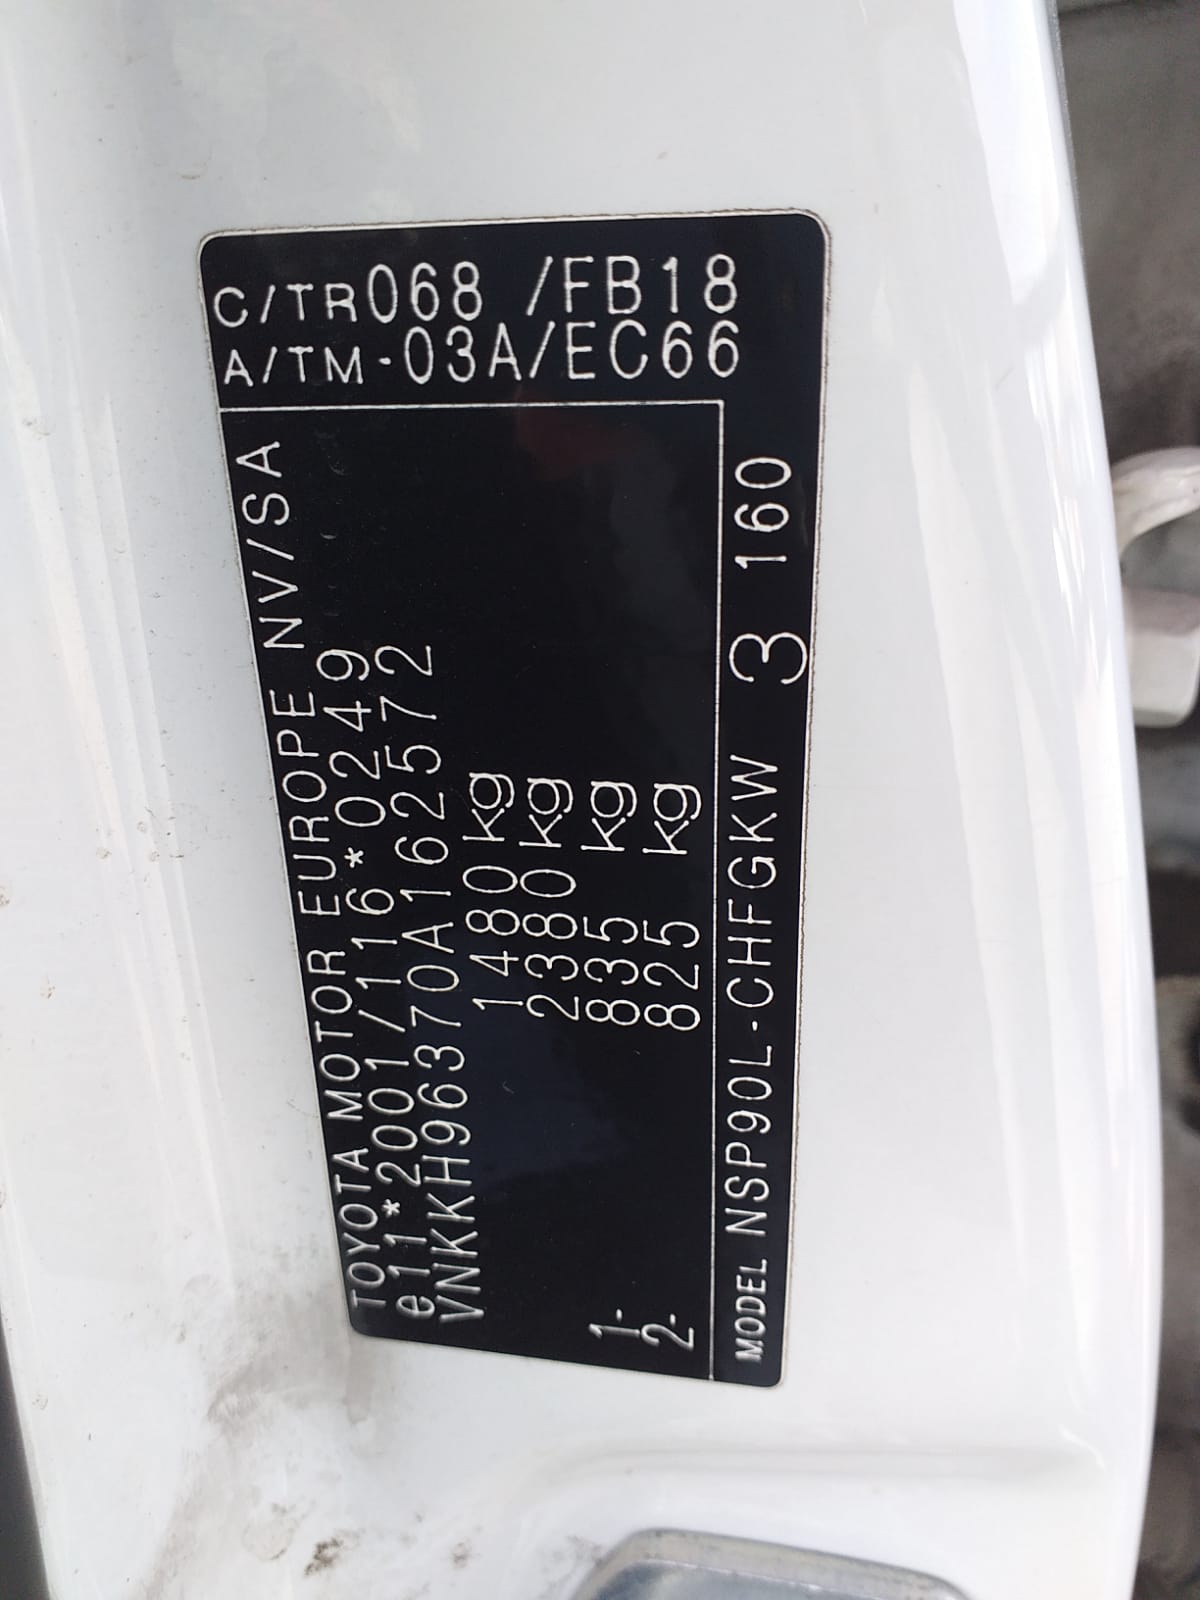 TOYOTA MOTOR EUROPE NV/SA
e11*2001/116*0249
VNKKH96370A162572
1480 kg
2380 kg
1- 835 kg
2- 825 kg
MODEL NSP90L-CHFGKW 3 160
C/TR068 /FB18
A/TM-03A/EC66